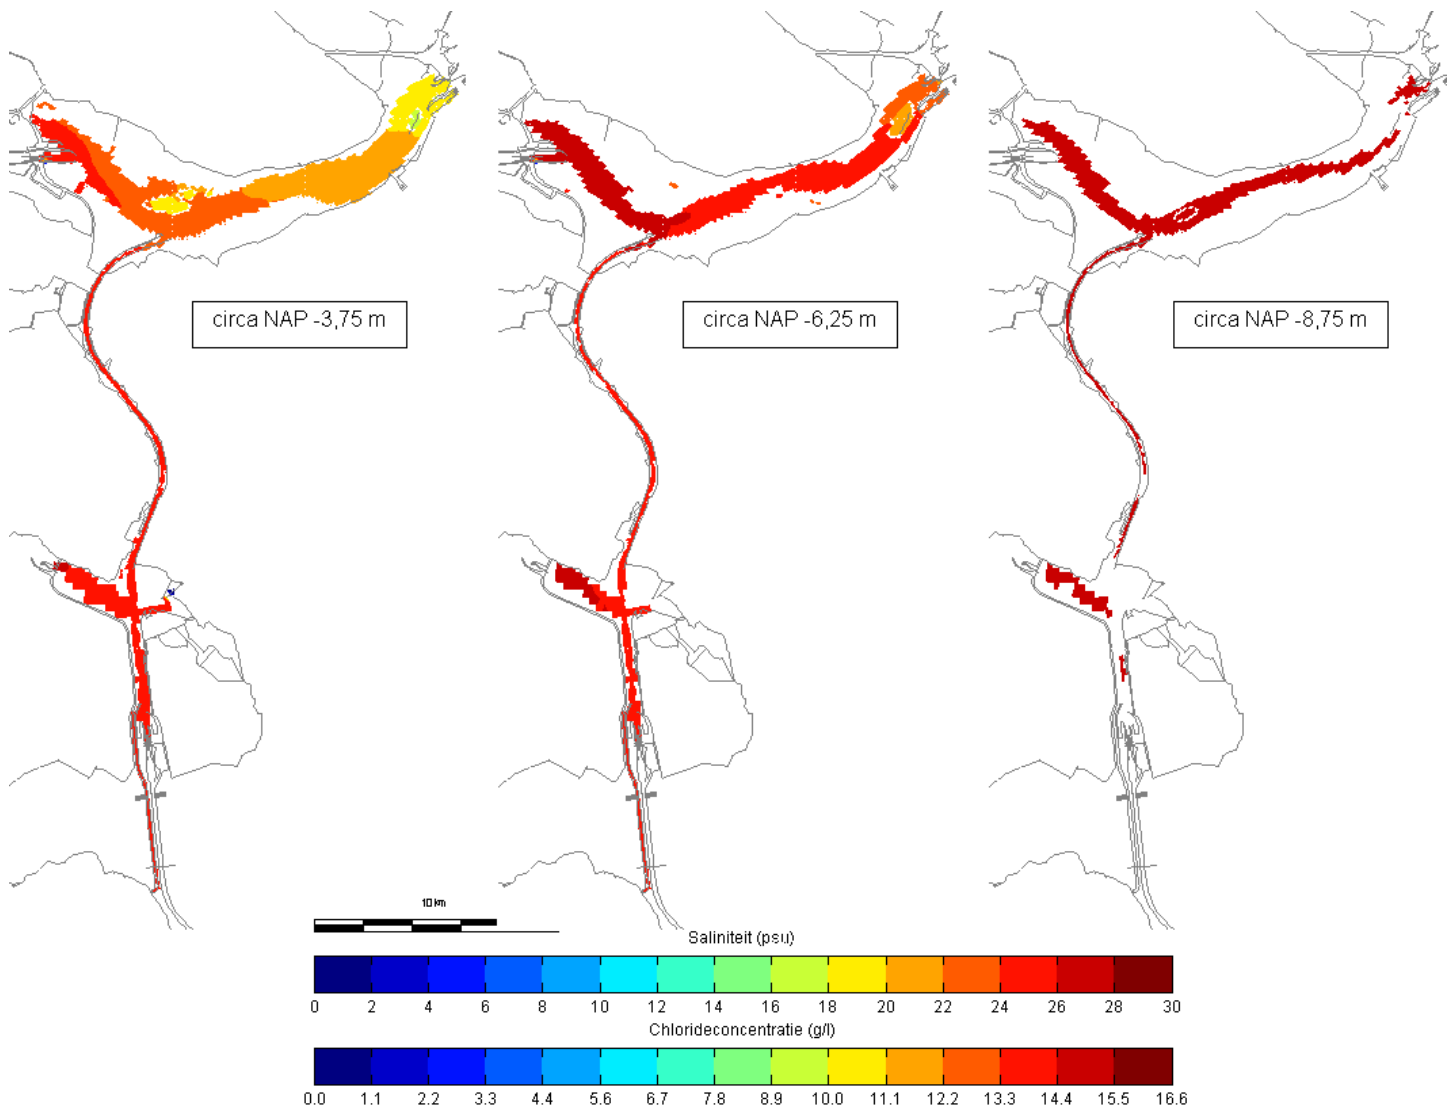 circa NAP -3,75 m
circa NAP -6,25 m
circa NAP -8,75 m
10 km
Saliniteit (psu)
0 2 4 6 8 10 12 14 16 18 20 22 24 26 28 30
Chlorideconcentratie (g/l)
0.0 1.1 2.2 3.3 4.4 5.6 6.7 7.8 8.9 10.0 11.1 12.2 13.3 14.4 15.5 16.6